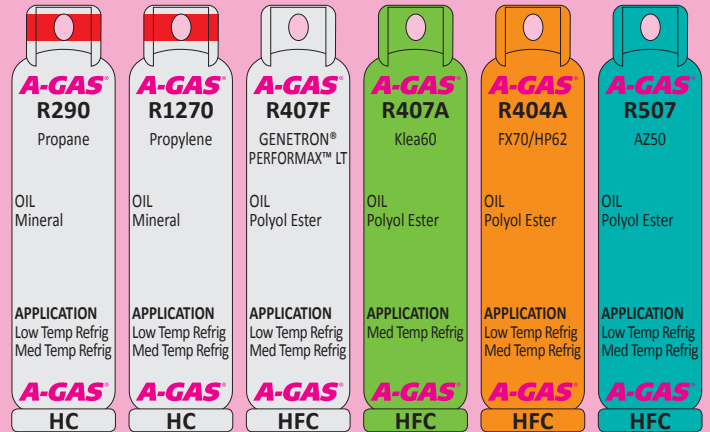 A-GAS®
R290
Propane
OIL
Mineral
APPLICATION
Low Temp Refrig
Med Temp Refrig
A-GAS®
HC
A-GAS®
R1270
Propylene
OIL
Mineral
APPLICATION
Low Temp Refrig
Med Temp Refrig
A-GAS®
HC
A-GAS®
R407F
GENETRON®
PERFORMAX™ LT
OIL
Polyol Ester
APPLICATION
Low Temp Refrig
Med Temp Refrig
A-GAS®
HFC
A-GAS®
R407A
Klea60
OIL
Polyol Ester
APPLICATION
Med Temp Refrig
A-GAS®
HFC
A-GAS®
R404A
FX70/HP62
OIL
Polyol Ester
APPLICATION
Low Temp Refrig
Med Temp Refrig
A-GAS®
HFC
A-GAS®
R507
AZ50
OIL
Polyol Ester
APPLICATION
Low Temp Refrig
Med Temp Refrig
A-GAS®
HFC